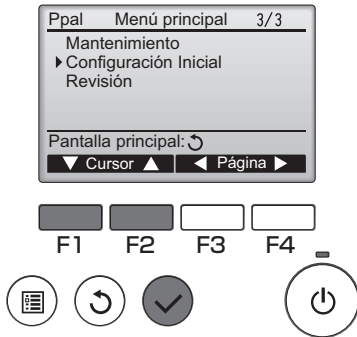 Ppal Menú principal 3/3
Mantenimiento
Configuración Inicial
Revisión
Pantalla principal:
Cursor Página
F1 F2 F3 F4